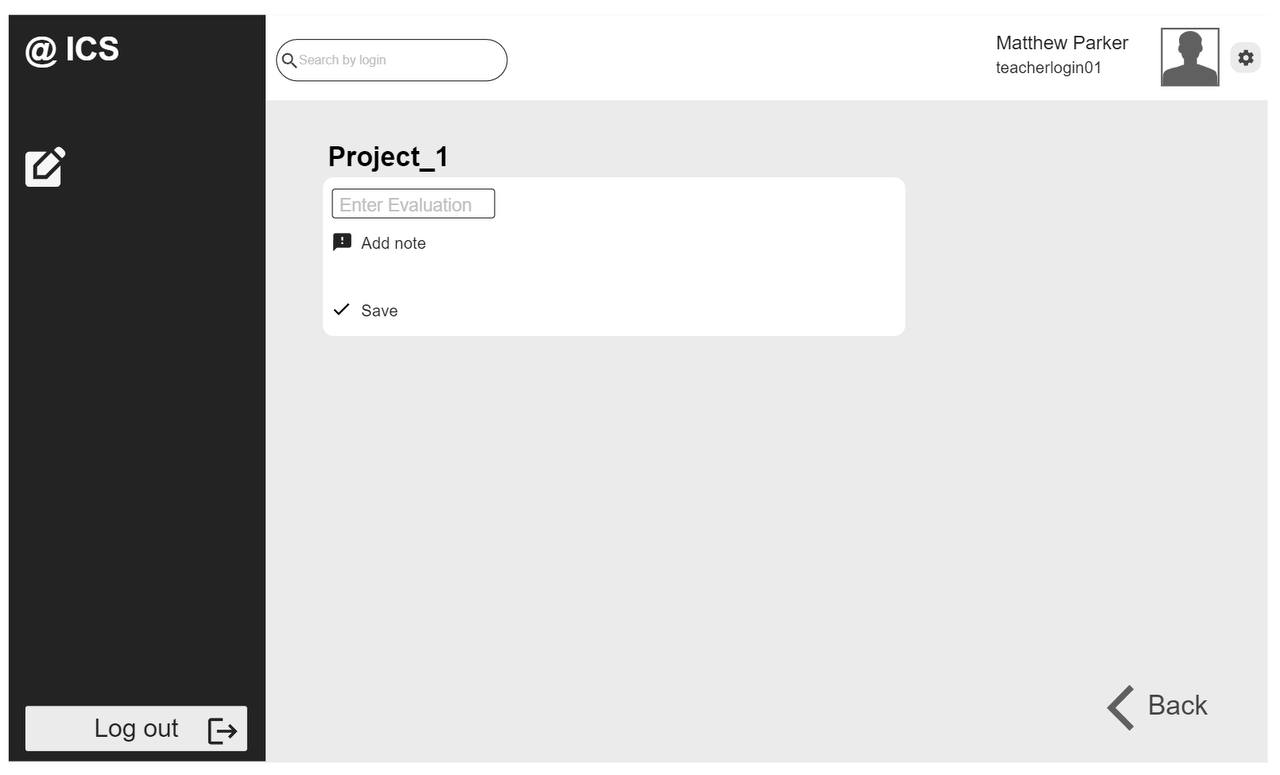 @ ICS
Search by login
Matthew Parker
teacherlogin01
Project_1
Enter Evaluation
Add note
Save
Back
Log out